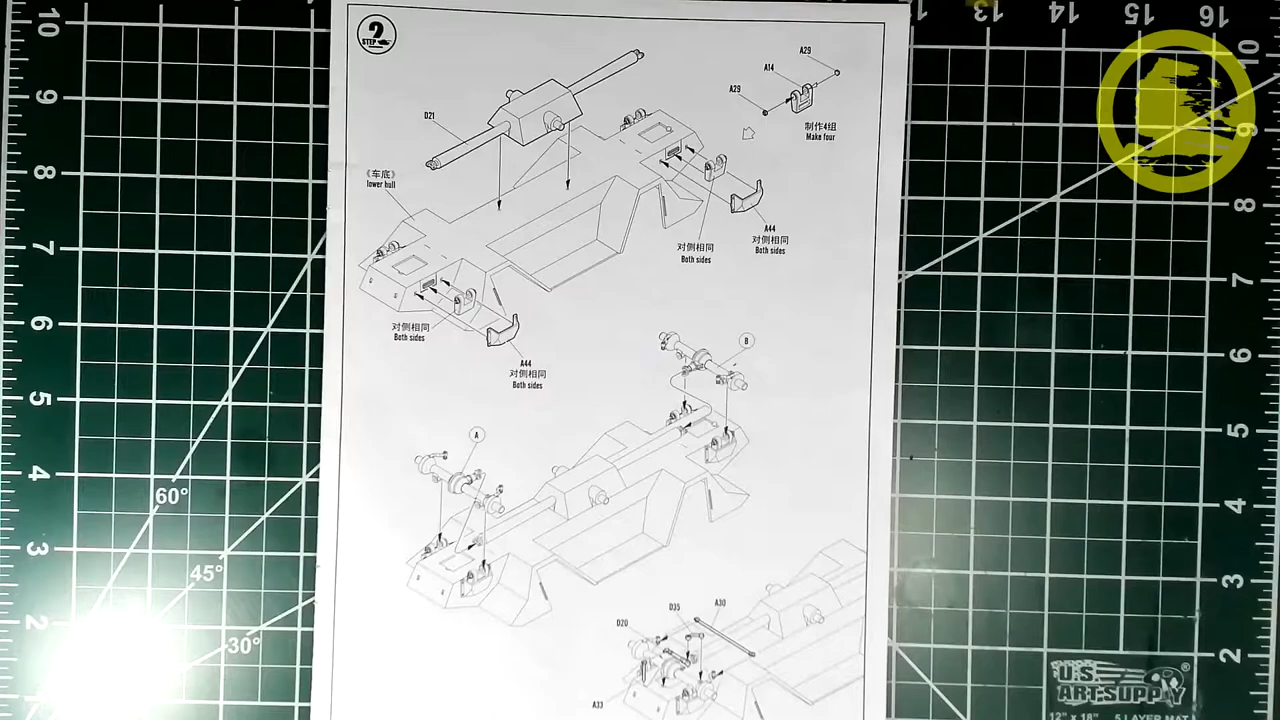 2
STEP
A29
A14
A29
制作4组
Make four
D21
《车底》
lower hull
A44
对侧相同
Both sides
对侧相同
Both sides
对侧相同
Both sides
A44
对侧相同
Both sides
B
A
D35
A30
D20
A33
10
9
8
7
6
5
4
3
2
60°
45°
30°
12
13
14
15
16
10
9
8
7
6
5
4
3
2
U.S.
ART SUPPLY®
12" x 18" 5 LAYER MAT